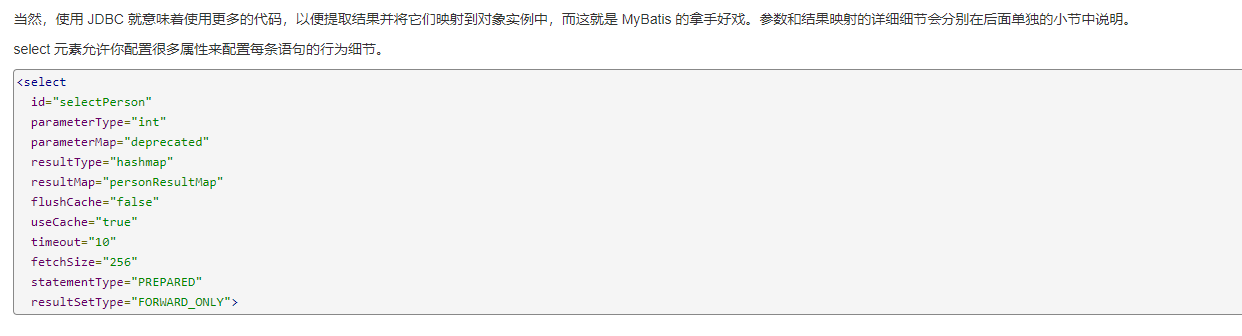 当然，使用 JDBC 就意味着使用更多的代码，以便提取结果并将它们映射到对象实例中，而这就是 MyBatis 的拿手好戏。参数和结果映射的详细细节会分别在后面单独的小节中说明。
select 元素允许你配置很多属性来配置每条语句的行为细节。
<select
  id="selectPerson"
  parameterType="int"
  parameterMap="deprecated"
  resultType="hashmap"
  resultMap="personResultMap"
  flushCache="false"
  useCache="true"
  timeout="10"
  fetchSize="256"
  statementType="PREPARED"
  resultSetType="FORWARD_ONLY">